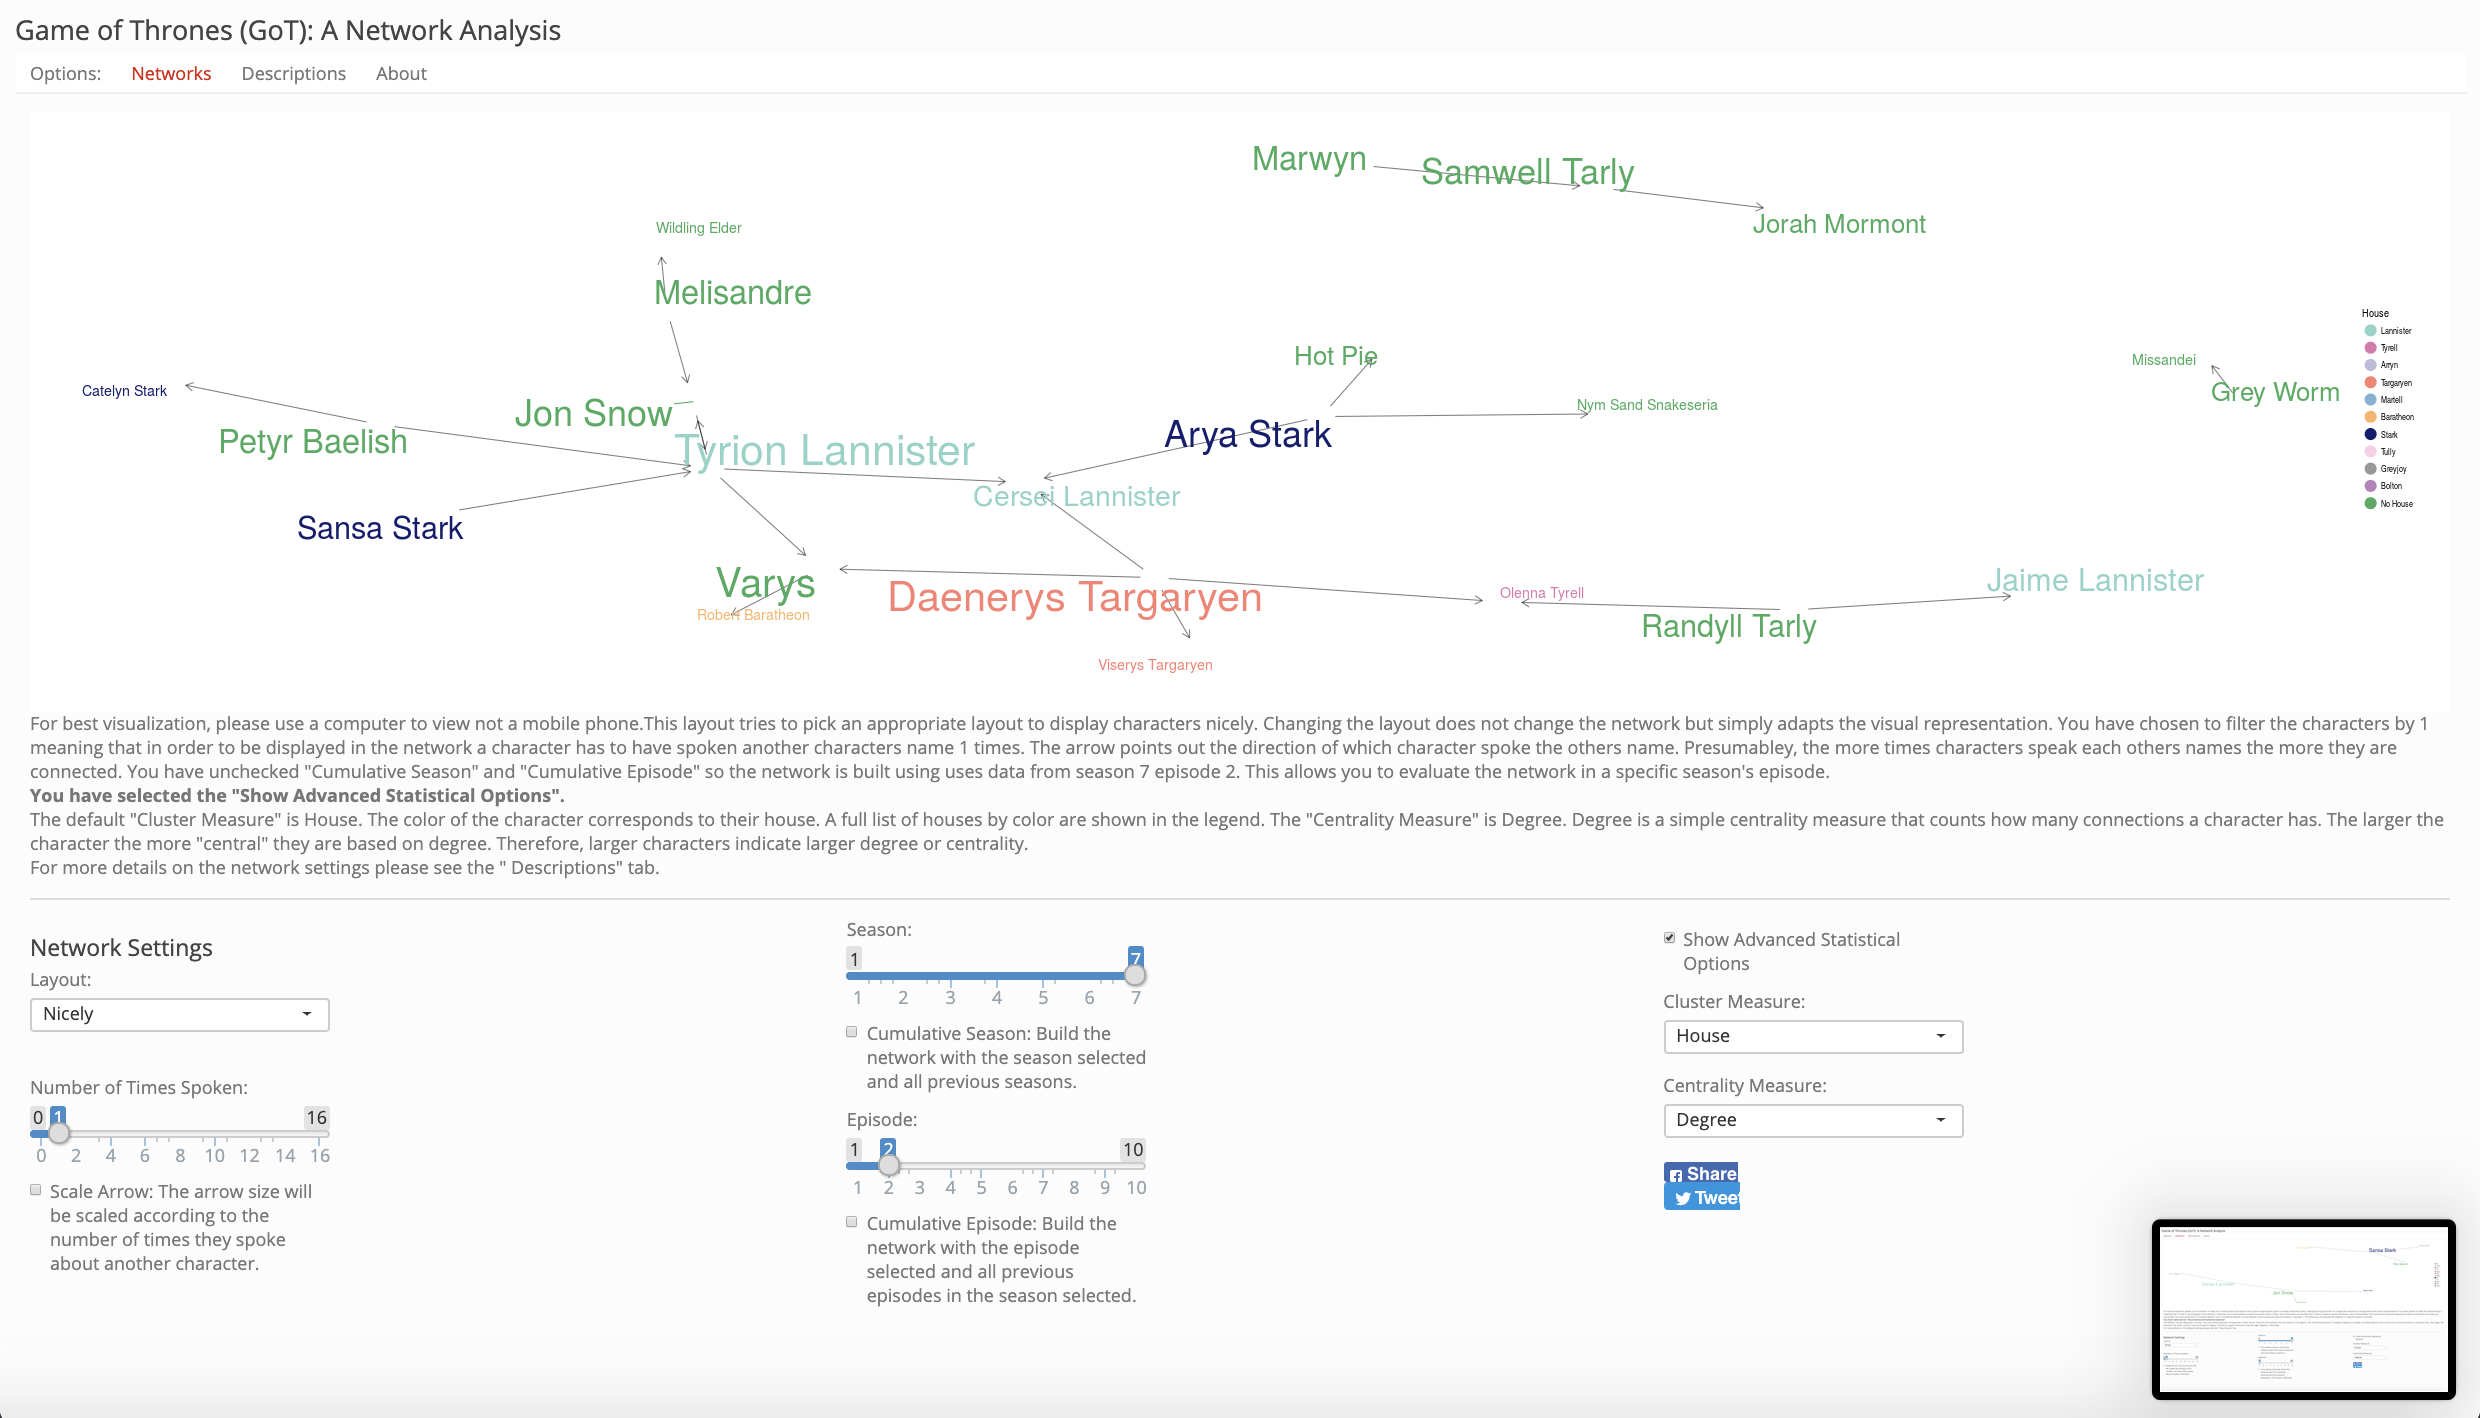 Game of Thrones (GoT): A Network Analysis
Options: Networks Descriptions About
Marwyn
Samwell Tarly
Jorah Mormont
Wildling Elder
Melisandre
Hot Pie
Missandei
Grey Worm
Catelyn Stark
Nym Sand Snakeseria
Jon Snow
Petyr Baelish
Tyrion Lannister
Arya Stark
Cersei Lannister
Sansa Stark
Varys
Robert Baratheon
Daenerys Targaryen
Olenna Tyrell
Jaime Lannister
Randyll Tarly
Viserys Targaryen
House
Lannister
Tyrell
Arryn
Targaryen
Martell
Baratheon
Stark
Tully
Greyjoy
Bolton
No House
For best visualization, please use a computer to view not a mobile phone.This layout tries to pick an appropriate layout to display characters nicely. Changing the layout does not change the network but simply adapts the visual representation. You have chosen to filter the characters by 1
meaning that in order to be displayed in the network a character has to have spoken another characters name 1 times. The arrow points out the direction of which character spoke the others name. Presumabley, the more times characters speak each others names the more they are
connected. You have unchecked "Cumulative Season" and "Cumulative Episode" so the network is built using uses data from season 7 episode 2. This allows you to evaluate the network in a specific season's episode.
You have selected the "Show Advanced Statistical Options".
The default "Cluster Measure" is House. The color of the character corresponds to their house. A full list of houses by color are shown in the legend. The "Centrality Measure" is Degree. Degree is a simple centrality measure that counts how many connections a character has. The larger the
character the more "central" they are based on degree. Therefore, larger characters indicate larger degree or centrality.
For more details on the network settings please see the " Descriptions" tab.
Network Settings
Layout:
Nicely
Number of Times Spoken:
0 1 16
0 2 4 6 8 10 12 14 16
Scale Arrow: The arrow size will
be scaled according to the
number of times they spoke
about another character.
Season:
1 7
1 2 3 4 5 6 7
Cumulative Season: Build the
network with the season selected
and all previous seasons.
Episode:
1 2 10
1 2 3 4 5 6 7 8 9 10
Cumulative Episode: Build the
network with the episode
selected and all previous
episodes in the season selected.
Show Advanced Statistical
Options
Cluster Measure:
House
Centrality Measure:
Degree
Share
Tweet
Sansa Stark
Cersei Lannister
Jon Snow